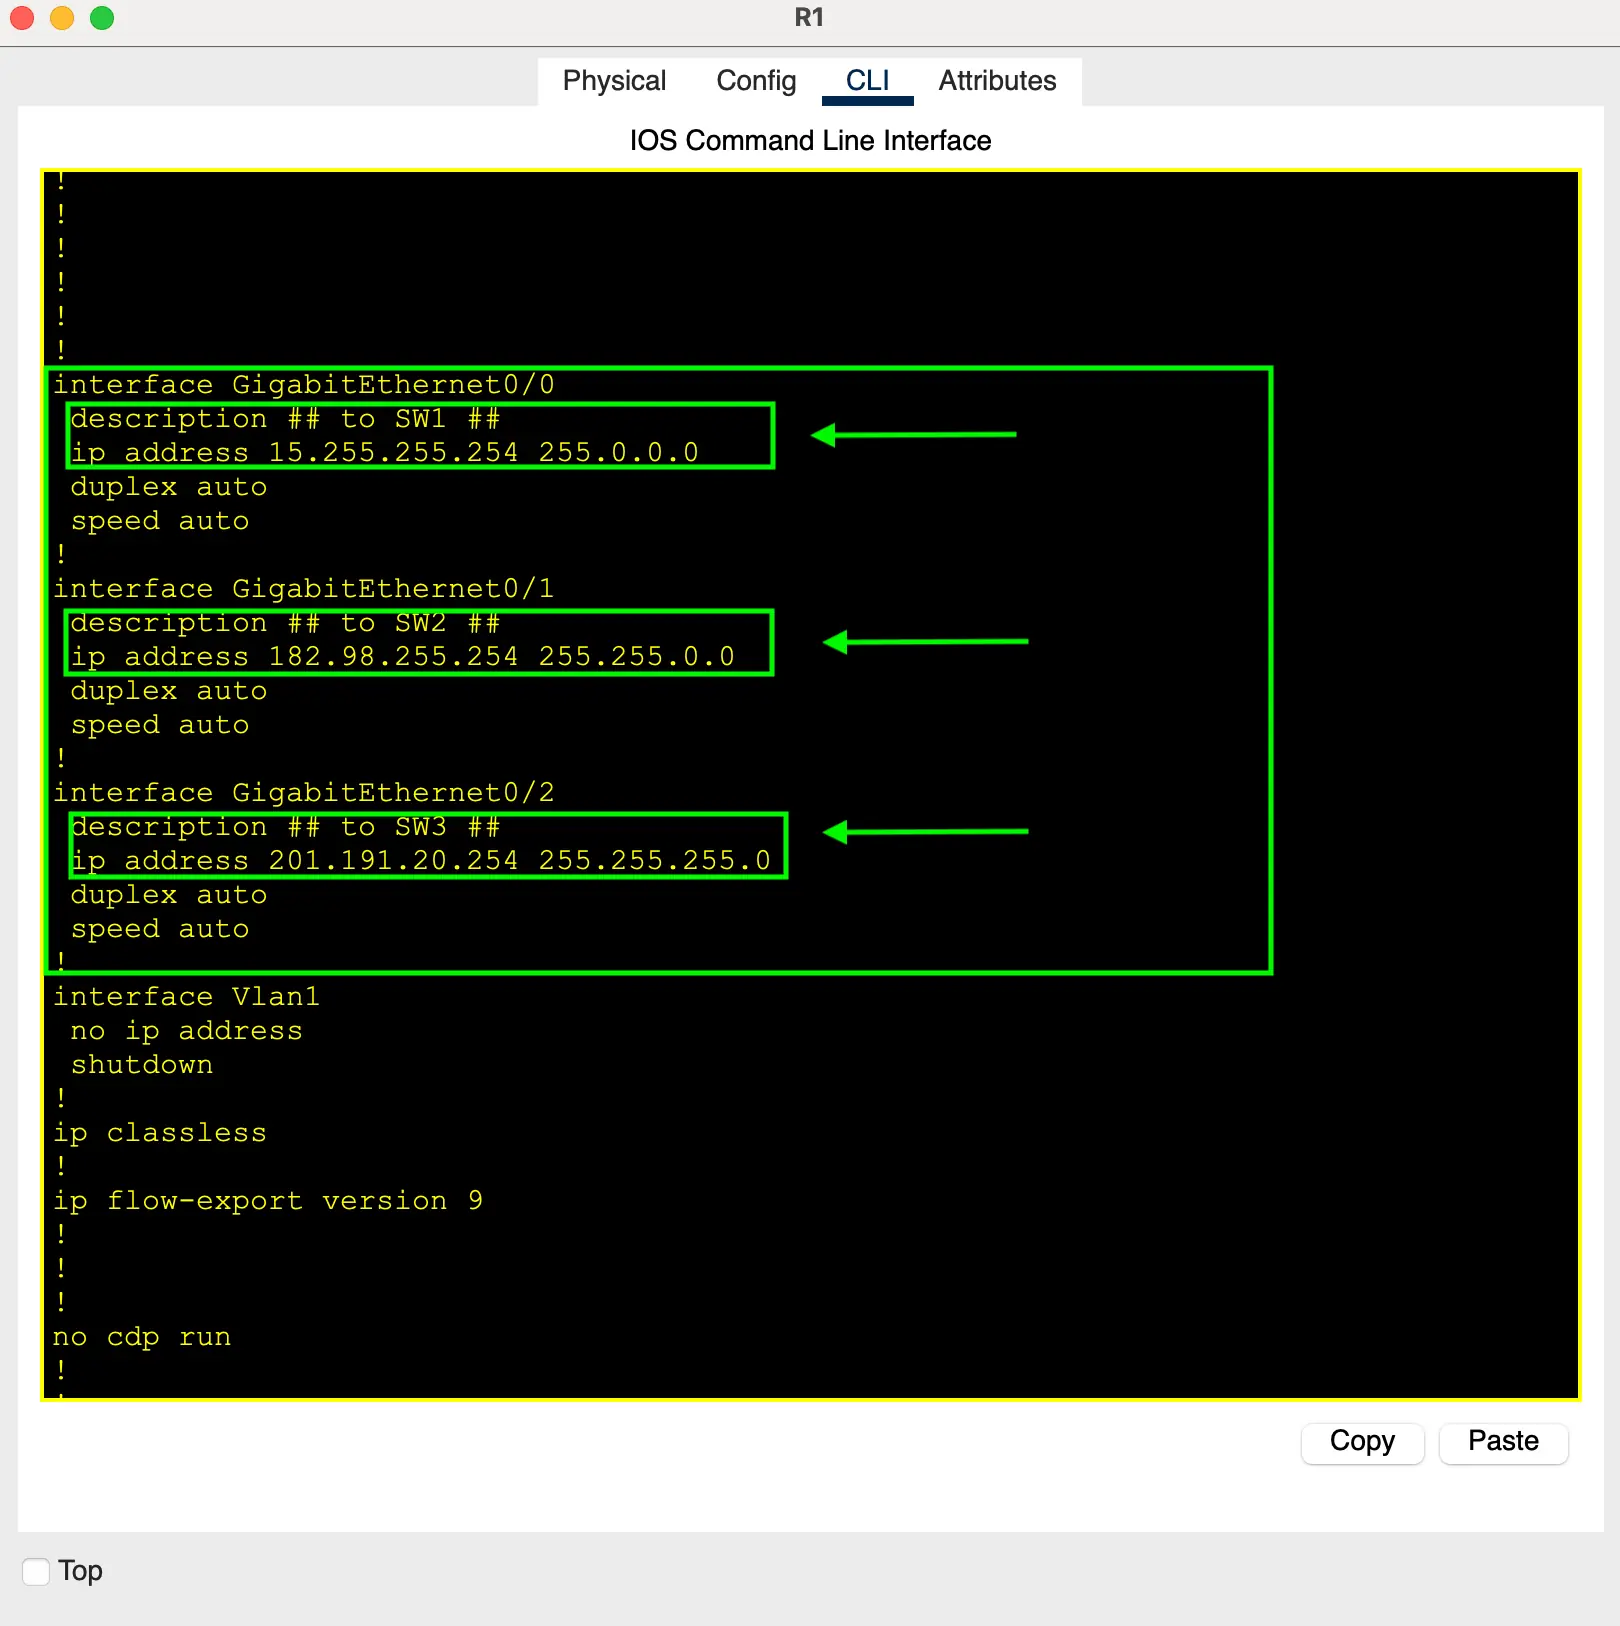 R1
Physical Config CLI Attributes
IOS Command Line Interface
!
!
!
!
!
!
interface GigabitEthernet0/0
description ## to SW1 ##
ip address 15.255.255.254 255.0.0.0
duplex auto
speed auto
!
interface GigabitEthernet0/1
description ## to SW2 ##
ip address 182.98.255.254 255.255.0.0
duplex auto
speed auto
!
interface GigabitEthernet0/2
description ## to SW3 ##
ip address 201.191.20.254 255.255.255.0
duplex auto
speed auto
!
interface Vlan1
no ip address
shutdown
!
ip classless
!
ip flow-export version 9
!
!
!
no cdp run
!
Copy Paste
Top